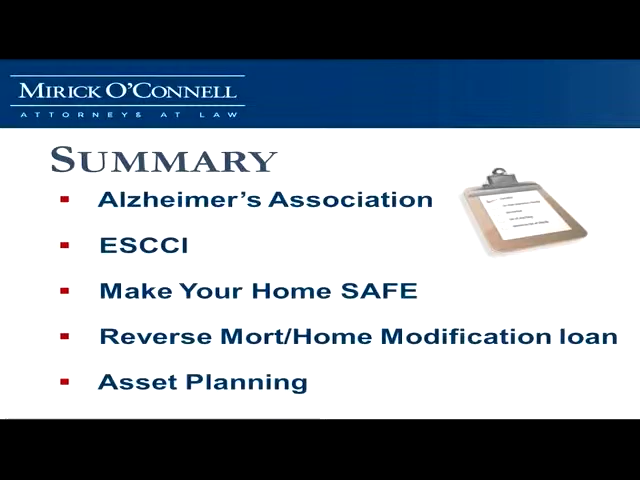 MIRICK O'CONNELL
ATTORNEYS AT LAW
SUMMARY
Alzheimer's Association
ESCCI
Make Your Home SAFE
Reverse Mort/Home Modification loan
Asset Planning